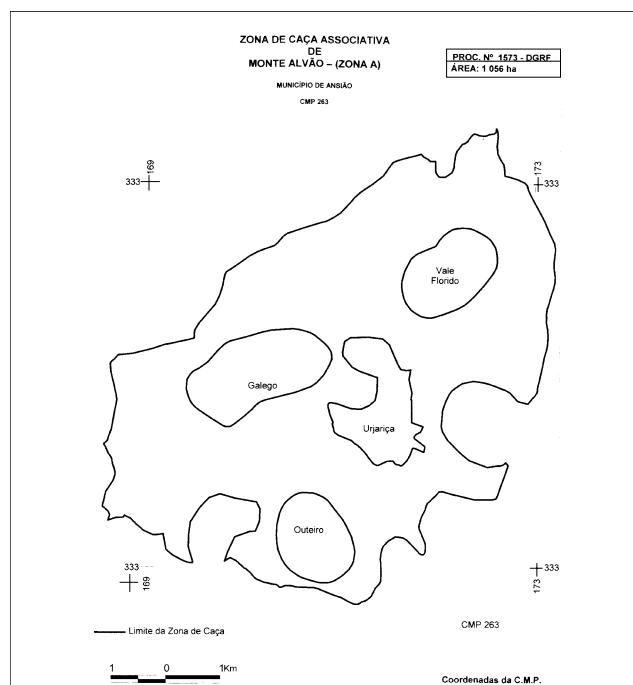 ZONA DE CAÇA ASSOCIATIVA
DE
MONTE ALVÃO – (ZONA A)
PROC. Nº 1573 - DGRF
ÁREA: 1 056 ha
MUNICÍPIO DE ANSIÃO
CMP 263
333
169
173
333
Vale
Florido
Galego
Urjariça
Outeiro
333
169
173
333
CMP 263
Limite da Zona de Caça
1 0 1Km
Coordenadas da C.M.P.